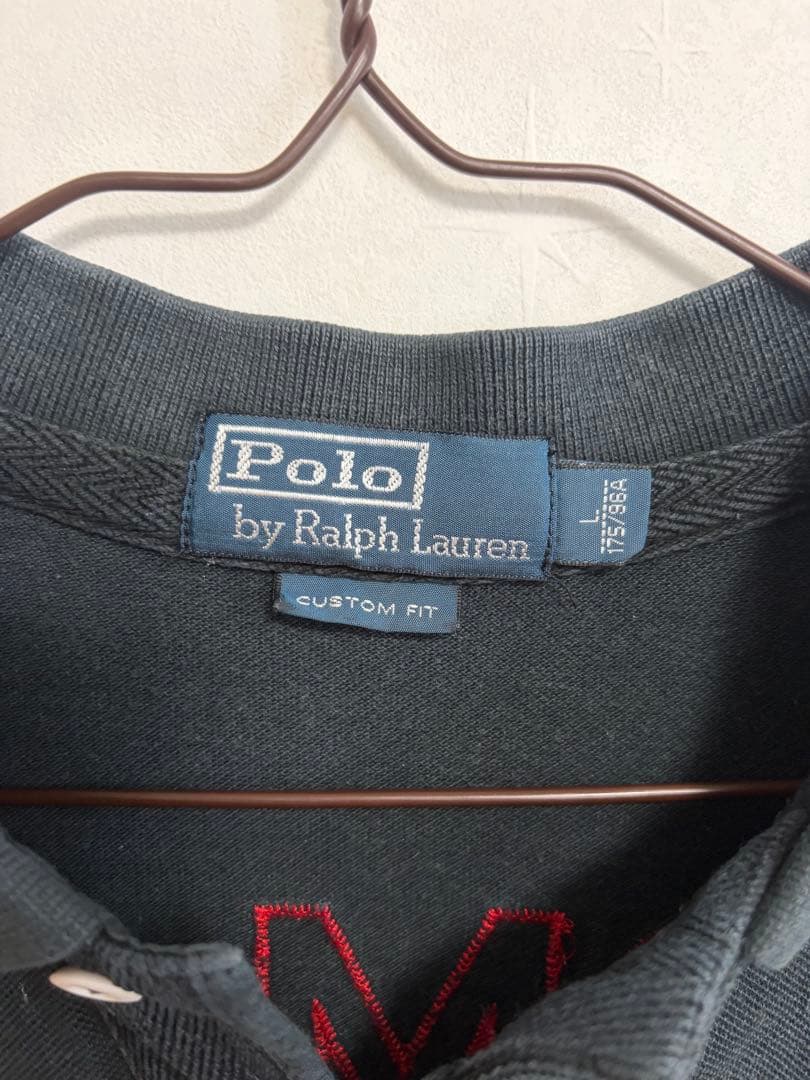 Polo
by Ralph Lauren
L
175/96A
CUSTOM FIT
M